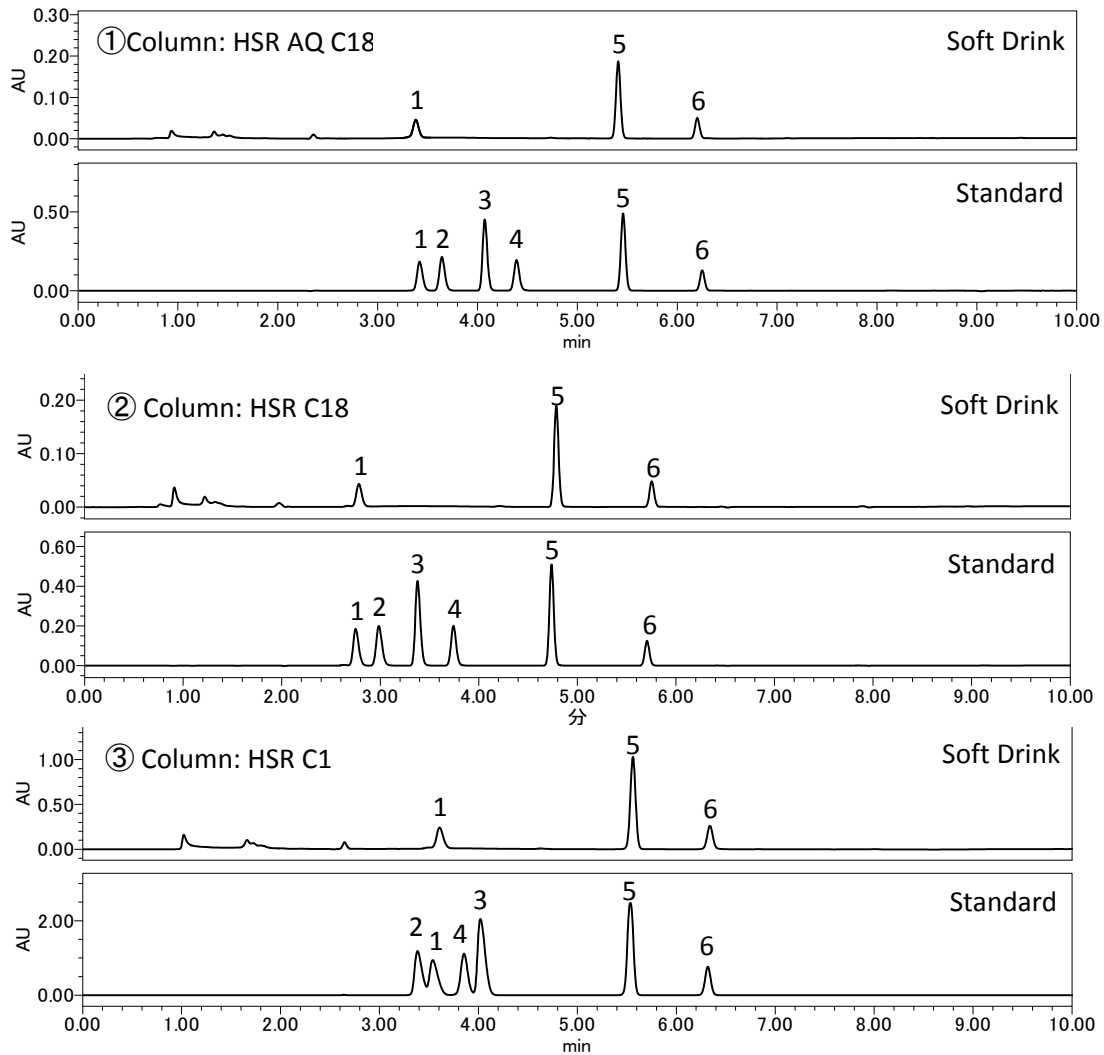 ①Column: HSR AQ C18
Soft Drink
0.30
0.20
0.10
0.00
AU
1
5
6
Standard
0.50
0.00
AU
1 2 3 4 5 6
0.00 1.00 2.00 3.00 4.00 5.00 6.00 7.00 8.00 9.00 10.00
min
② Column: HSR C18
Soft Drink
0.20
0.10
0.00
AU
1
5
6
Standard
0.60
0.40
0.20
0.00
AU
1 2 3 4 5 6
0.00 1.00 2.00 3.00 4.00 5.00 6.00 7.00 8.00 9.00 10.00
分
③ Column: HSR C1
Soft Drink
1.00
0.50
0.00
AU
1
5
6
Standard
2.00
0.00
AU
2 1 4 3 5 6
0.00 1.00 2.00 3.00 4.00 5.00 6.00 7.00 8.00 9.00 10.00
min